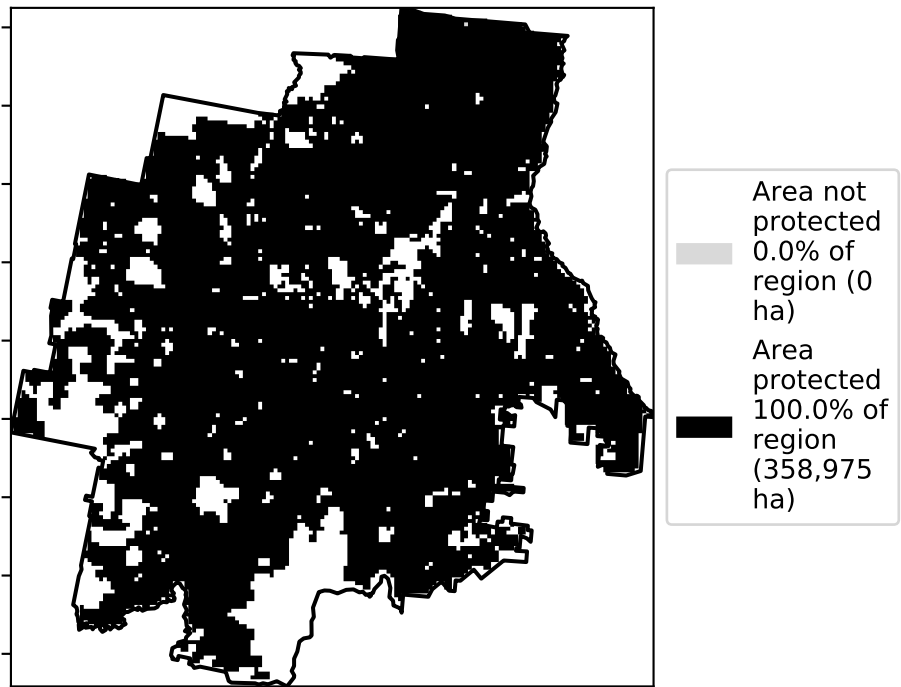 Area not
protected
0.0% of
region (0
ha)
Area
protected
100.0% of
region
(358,975
ha)